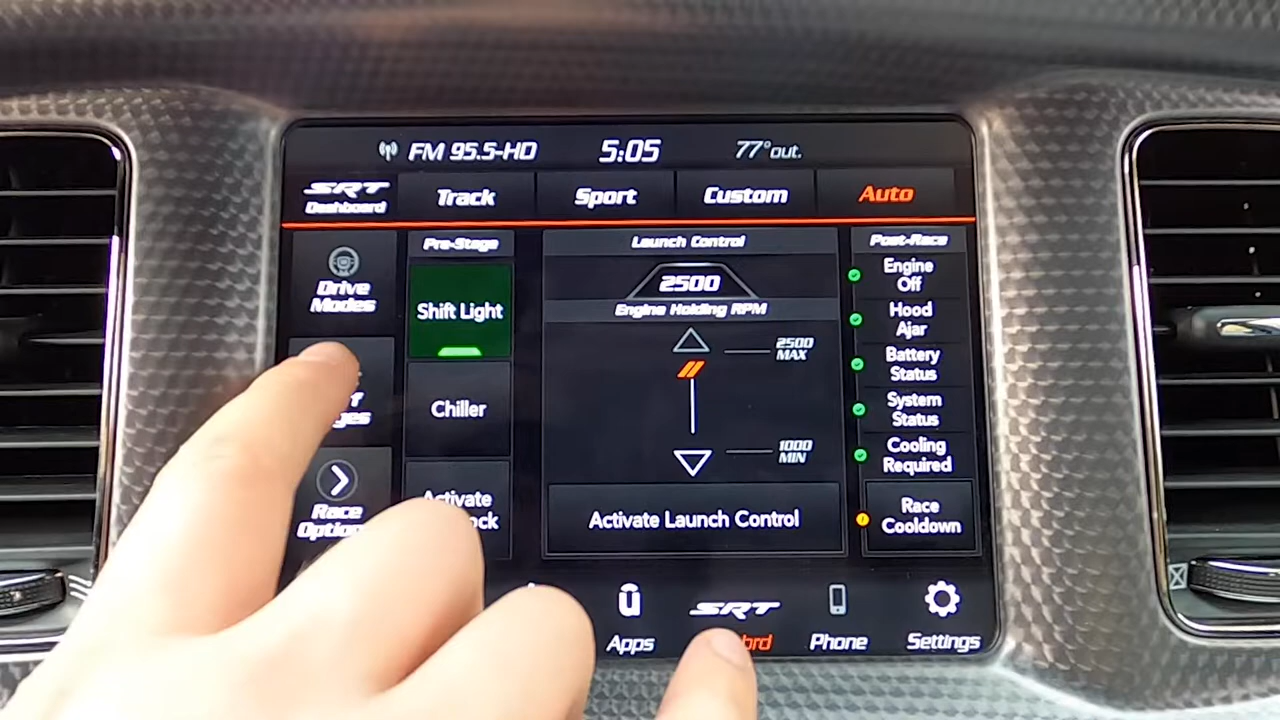 FM 95.5-HD
5:05
77° out.
SRT
Dashboard
Track
Sport
Custom
Auto
Drive
Modes
Race
Pre-Stage
Shift Light
Chiller
Activate
Launch Control
2500
Engine Holding RPM
2500
MAX
1000
MIN
Activate Launch Control
Post-Race
Engine
Off
Hood
Ajar
Battery
Status
System
Status
Cooling
Required
Race
Cooldown
Apps
SRT
Phone
Settings